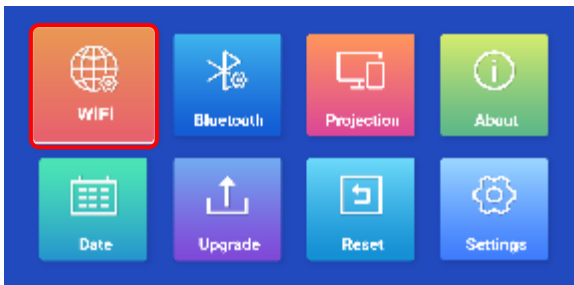 WiFi
Bluetooth
Projection
About
Date
Upgrade
Reset
Settings